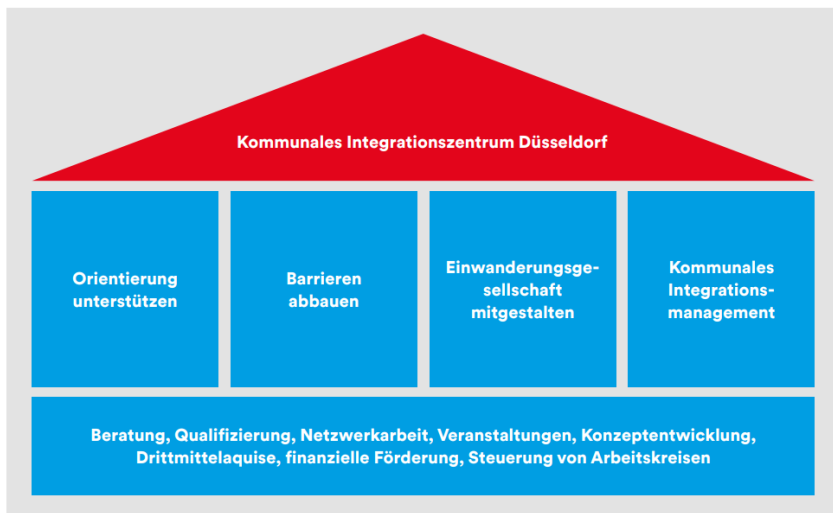 Kommunales Integrationszentrum Düsseldorf
Orientierung
unterstützen
Barrieren
abbauen
Einwanderungsge-
sellschaft
mitgestalten
Kommunales
Integrations-
management
Beratung, Qualifizierung, Netzwerkarbeit, Veranstaltungen, Konzeptentwicklung,
Drittmittelaquise, finanzielle Förderung, Steuerung von Arbeitskreisen